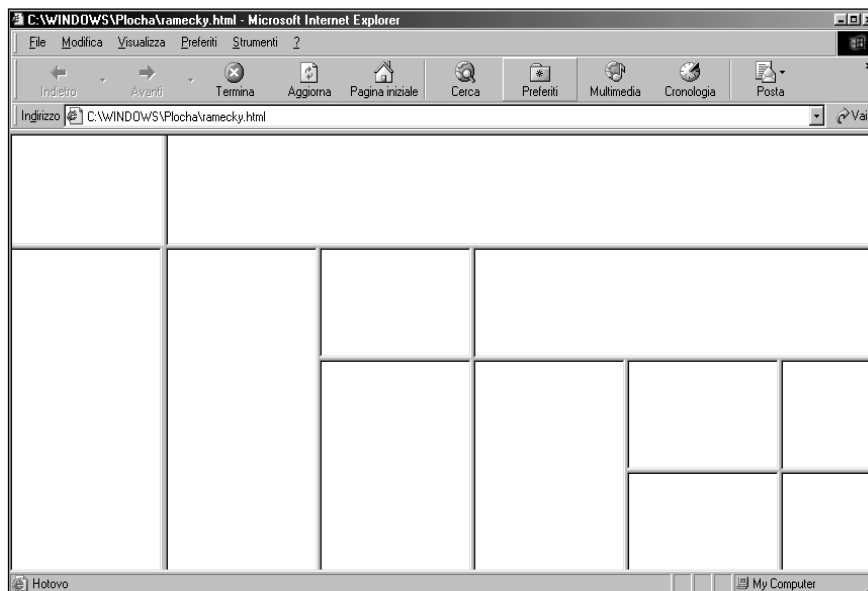 C:\WINDOWS\Plocha\ramecky.html - Microsoft Internet Explorer
File Modifica Visualizza Preferiti Strumenti ?
Indietro Avanti Termina Aggiorna Pagina iniziale Cerca Preferiti Multimedia Cronologia Posta
Indirizzo C:\WINDOWS\Plocha\ramecky.html Vai
Hotovo My Computer